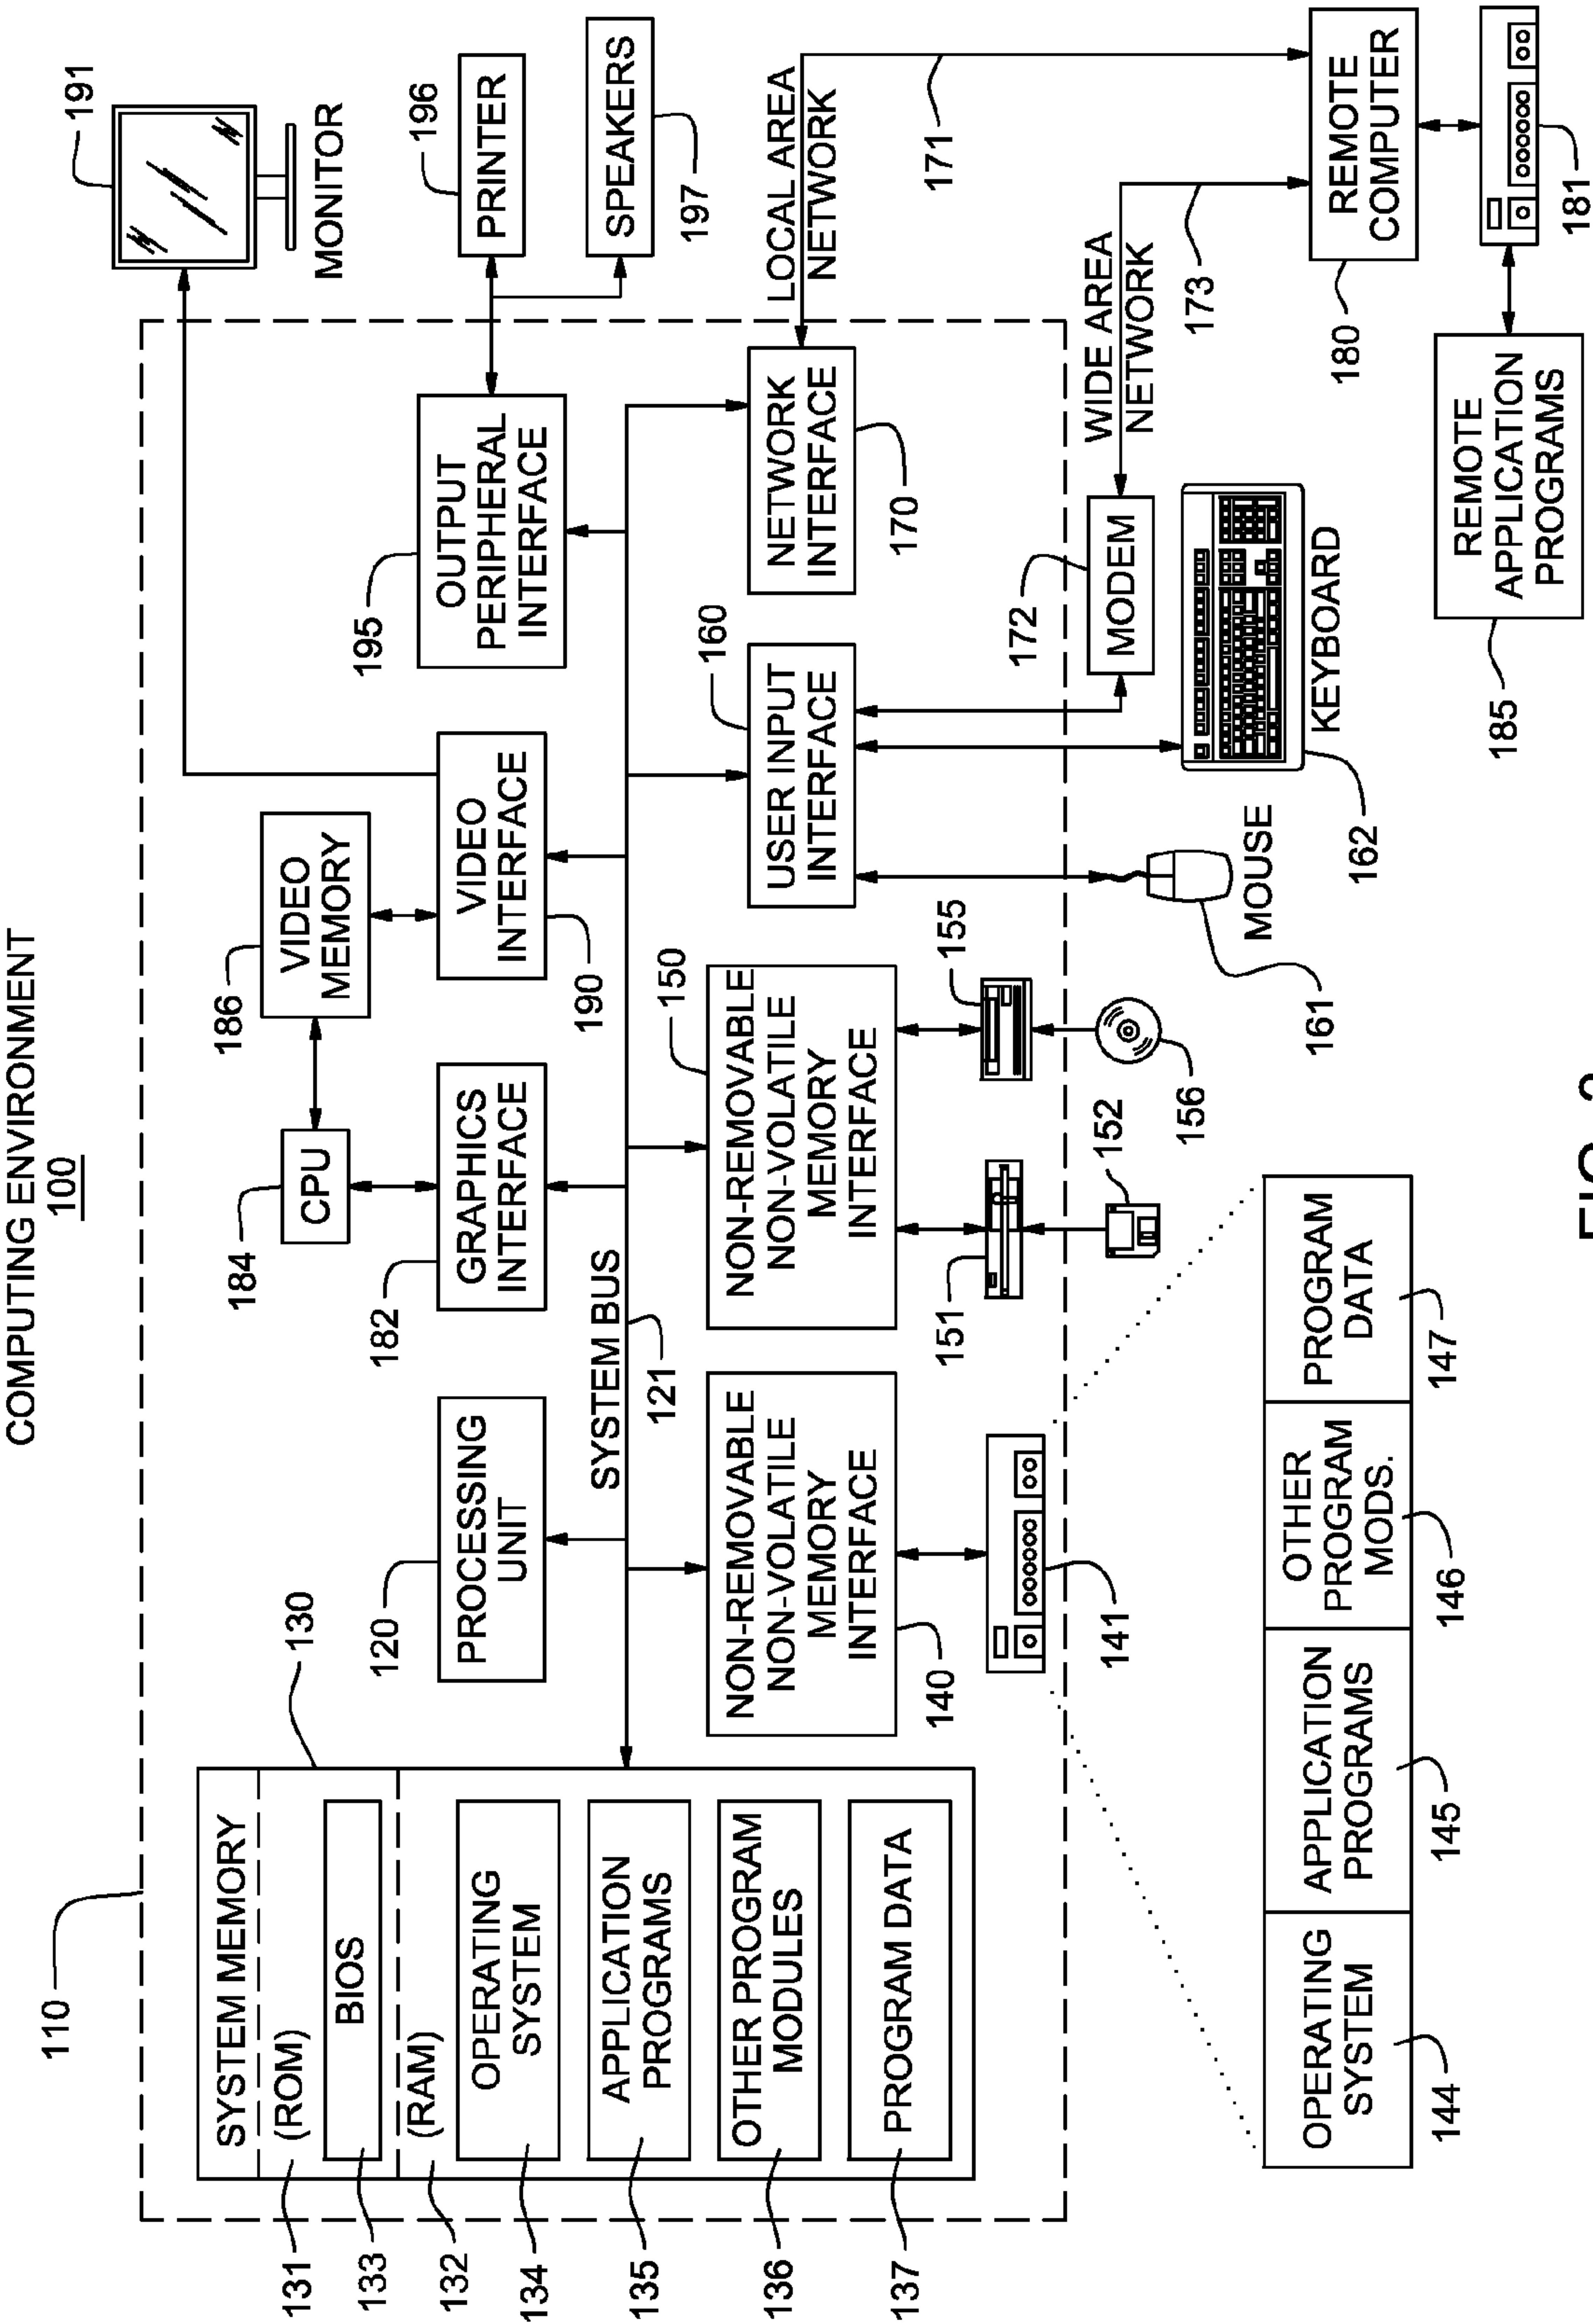 COMPUTING ENVIRONMENT
100
110
130
SYSTEM MEMORY
(ROM)
131
BIOS
133
(RAM)
132
OPERATING
SYSTEM
134
APPLICATION
PROGRAMS
135
OTHER PROGRAM
MODULES
136
PROGRAM DATA
137
120
PROCESSING
UNIT
184
CPU
182
GRAPHICS
INTERFACE
186
VIDEO
MEMORY
VIDEO
INTERFACE
190
191
MONITOR
195
OUTPUT
PERIPHERAL
INTERFACE
196
PRINTER
SPEAKERS
197
SYSTEM BUS
121
NON-REMOVABLE
NON-VOLATILE
MEMORY
INTERFACE
140
150
NON-REMOVABLE
NON-VOLATILE
MEMORY
INTERFACE
160
USER INPUT
INTERFACE
NETWORK
INTERFACE
170
LOCAL AREA
NETWORK
171
141
151
152
155
156
161
MOUSE
172
MODEM
WIDE AREA
NETWORK
173
KEYBOARD
162
180
REMOTE
COMPUTER
181
REMOTE
APPLICATION
PROGRAMS
185
OPERATING
SYSTEM
144
APPLICATION
PROGRAMS
145
OTHER
PROGRAM
MODS.
146
PROGRAM
DATA
147